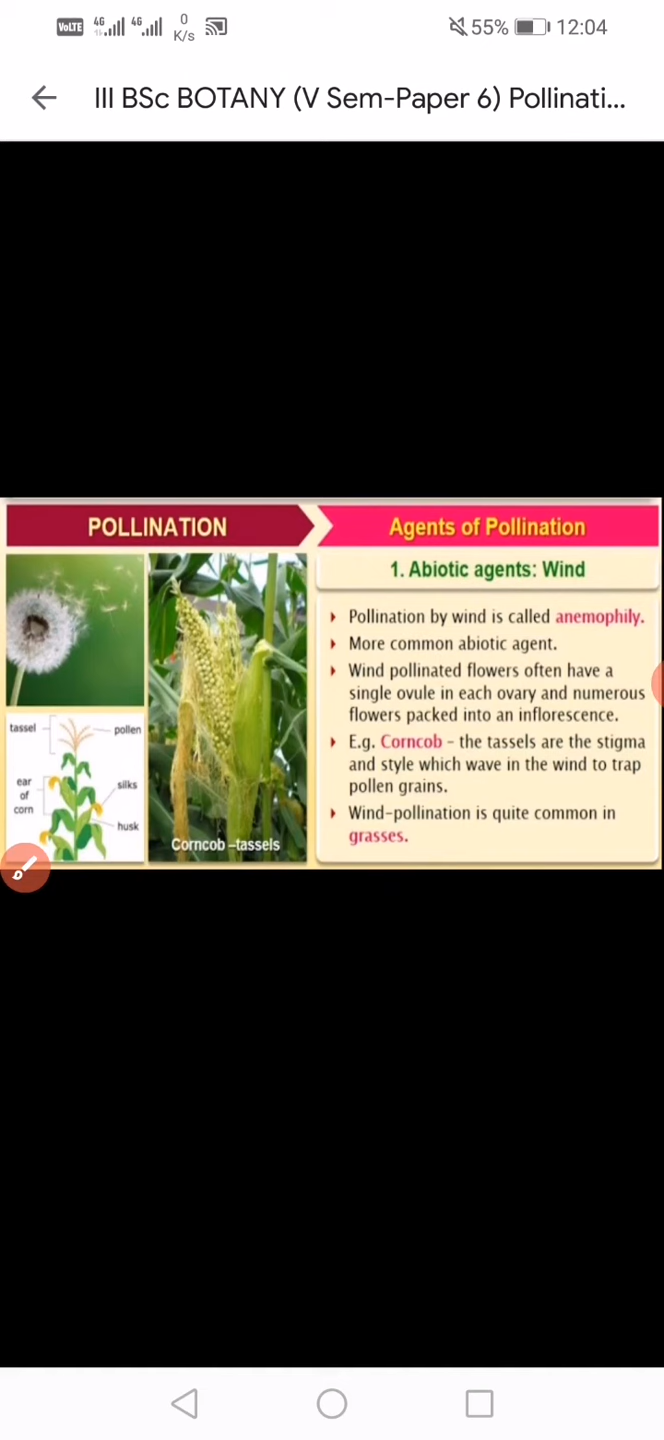 VoLTE 4G 4G 0 K/s 55% 12:04
III BSc BOTANY (V Sem-Paper 6) Pollinati...
POLLINATION
Agents of Pollination
1. Abiotic agents: Wind
Pollination by wind is called anemophily.
More common abiotic agent.
Wind pollinated flowers often have a
single ovule in each ovary and numerous
flowers packed into an inflorescence.
E.g. Corncob – the tassels are the stigma
and style which wave in the wind to trap
pollen grains.
Wind-pollination is quite common in
grasses.
tassel
pollen
ear
of
corn
silks
husk
Corncob –tassels